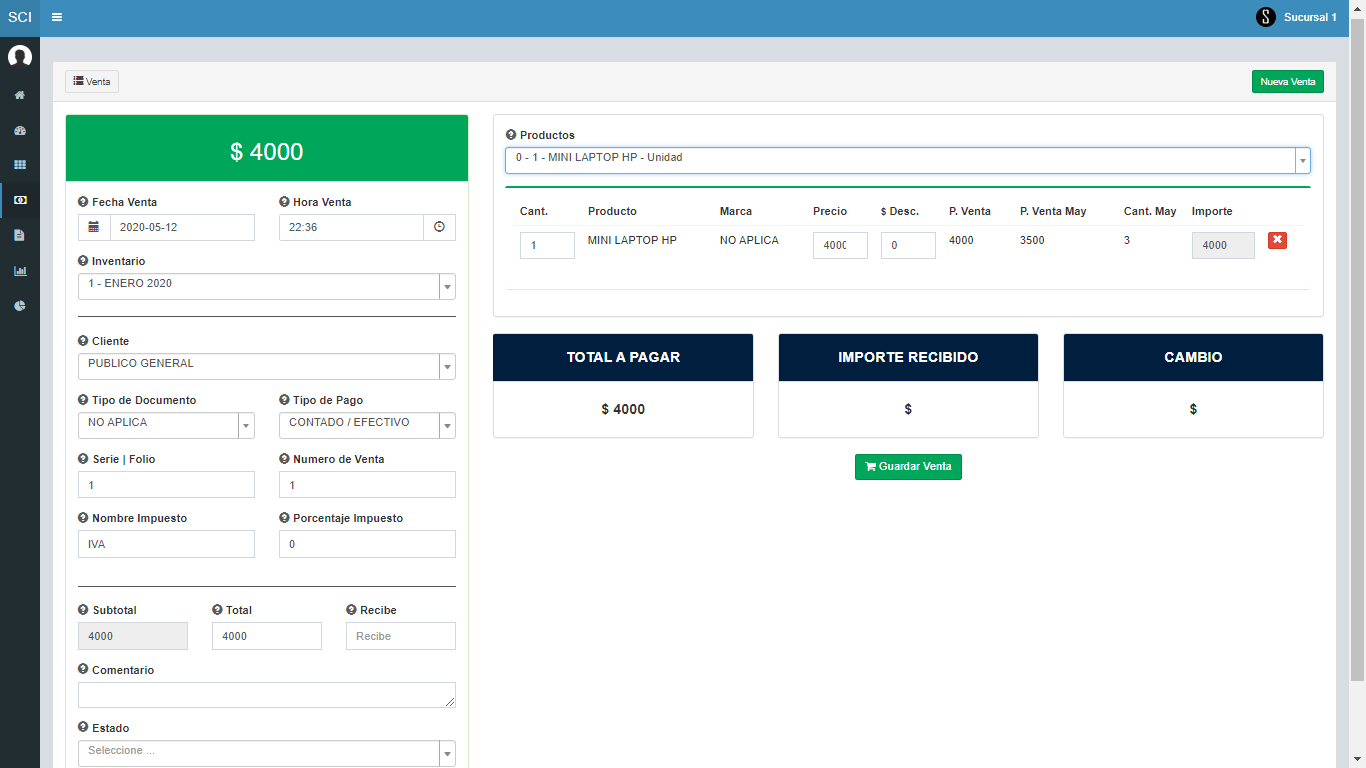 SCI
Sucursal 1
Venta
Nueva Venta
$ 4000
Fecha Venta
Hora Venta
2020-05-12
22:36
Inventario
1 - ENERO 2020
Cliente
PUBLICO GENERAL
Tipo de Documento
Tipo de Pago
NO APLICA
CONTADO / EFECTIVO
Serie | Folio
Numero de Venta
1
1
Nombre Impuesto
Porcentaje Impuesto
IVA
0
Subtotal
Total
Recibe
4000
4000
Recibe
Comentario
Estado
Seleccione ...
Productos
0 - 1 - MINI LAPTOP HP - Unidad
Cant. Producto Marca Precio $ Desc. P. Venta P. Venta May Cant. May Importe
1 MINI LAPTOP HP NO APLICA 4000 0 4000 3500 3 4000
TOTAL A PAGAR
$ 4000
IMPORTE RECIBIDO
$
CAMBIO
$
Guardar Venta